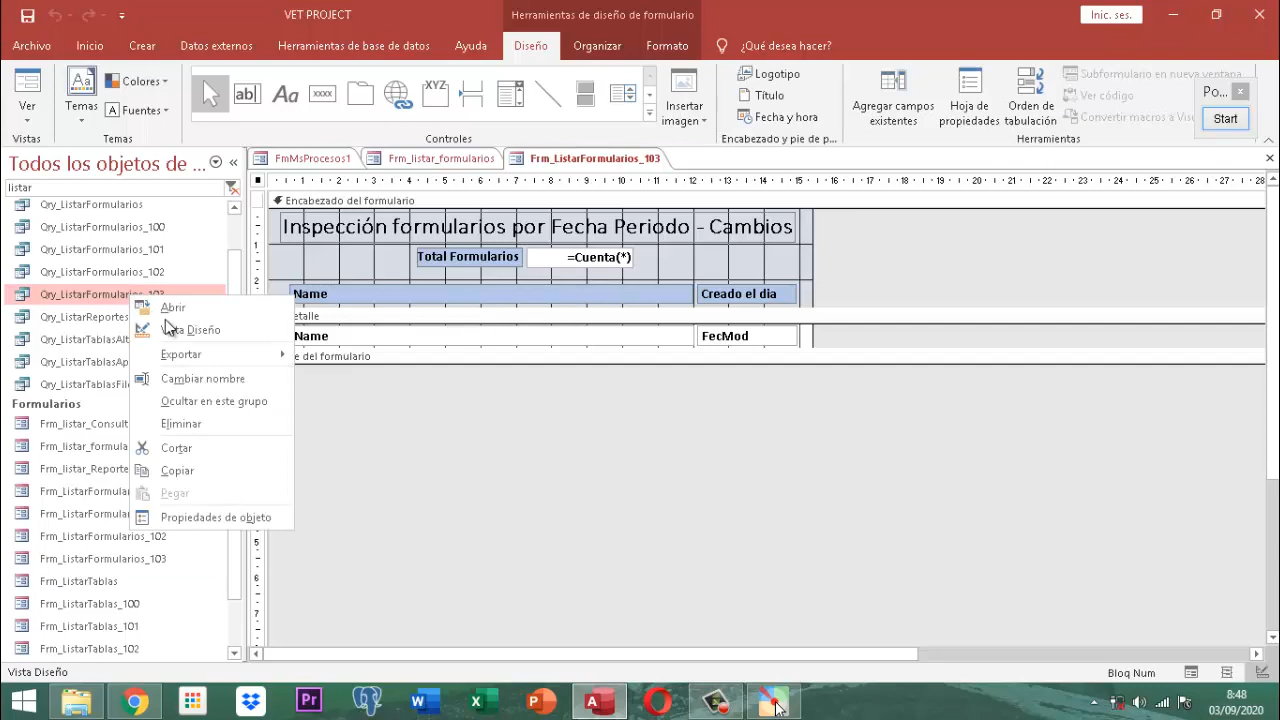 VET PROJECT
Herramientas de diseño de formulario
Inic. ses.
Archivo
Inicio
Crear
Datos externos
Herramientas de base de datos
Ayuda
Diseño
Organizar
Formato
¿Qué desea hacer?
Ver
Temas
Colores
Fuentes
Insertar
imagen
Logotipo
Título
Fecha y hora
Agregar campos
existentes
Hoja de
propiedades
Orden de
tabulación
Subformulario en nueva ventana
Ver código
Convertir macros a Visu
Po...
Start
Vistas
Temas
Controles
Encabezado y pie de p
Herramientas
Todos los objetos de ...
listar
FmMsProcesos1
Frm_listar_formularios
Frm_ListarFormularios_103
Encabezado del formulario
Inspección formularios por Fecha Periodo - Cambios
Total Formularios
=Cuenta(*)
Name
Creado el dia
etalle
Name
FecMod
e del formulario
Qry_ListarFormularios
Qry_ListarFormularios_100
Qry_ListarFormularios_101
Qry_ListarFormularios_102
Qry_ListarFormularios_103
Qry_ListarReportes
Qry_ListarTablasAlt
Qry_ListarTablasAp
Qry_ListarTablasFil
Formularios
Frm_listar_Consult
Frm_listar_formula
Frm_listar_Reporte
Frm_ListarFormular
Frm_ListarFormular
Frm_ListarFormularios_102
Frm_ListarFormularios_103
Frm_ListarTablas
Frm_ListarTablas_100
Frm_ListarTablas_101
Frm_ListarTablas_102
Abrir
Vista Diseño
Exportar
Cambiar nombre
Ocultar en este grupo
Eliminar
Cortar
Copiar
Pegar
Propiedades de objeto
Vista Diseño
Bloq Num
8:48
03/09/2020